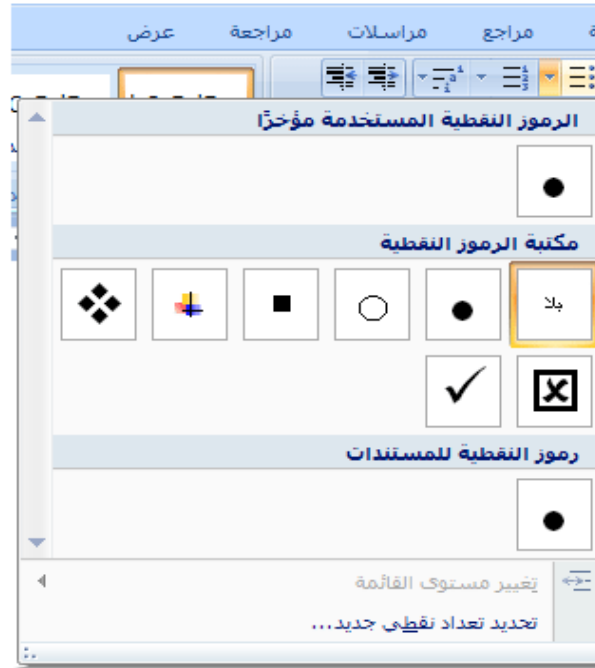 مراجع مراسلات مراجعة عرض
الرموز النقطية المستخدمة مؤخرًا
مكتبة الرموز النقطية
بلا
رموز النقطية للمستندات
تغيير مستوى القائمة
تحديد تعداد نقطي جديد...